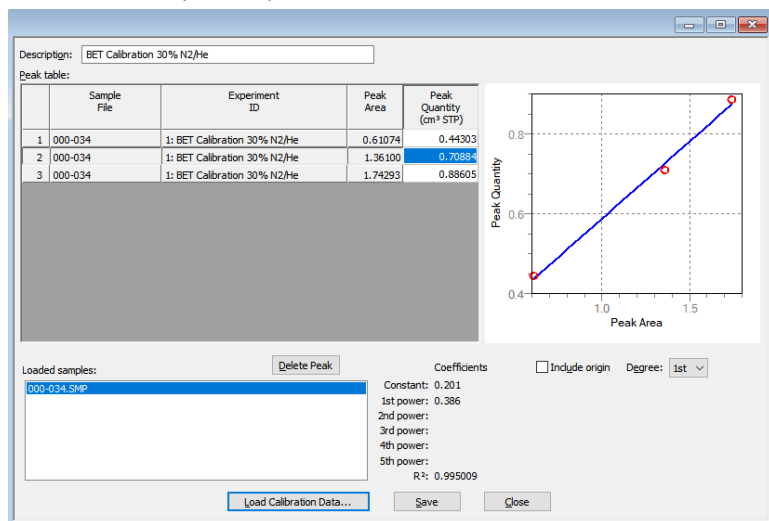 Description: BET Calibration 30% N2/He
Peak table:
Sample File Experiment ID Peak Area Peak Quantity (cm³ STP)
1 000-034 1: BET Calibration 30% N2/He 0.61074 0.44303
2 000-034 1: BET Calibration 30% N2/He 1.36100 0.70884
3 000-034 1: BET Calibration 30% N2/He 1.74293 0.88605
Peak Quantity
0.8
0.6
0.4
1.0 1.5
Peak Area
Loaded samples:
000-034.SMP
Delete Peak
Coefficients
Constant: 0.201
1st power: 0.386
2nd power:
3rd power:
4th power:
5th power:
R²: 0.995009
Include origin Degree: 1st
Load Calibration Data... Save Close